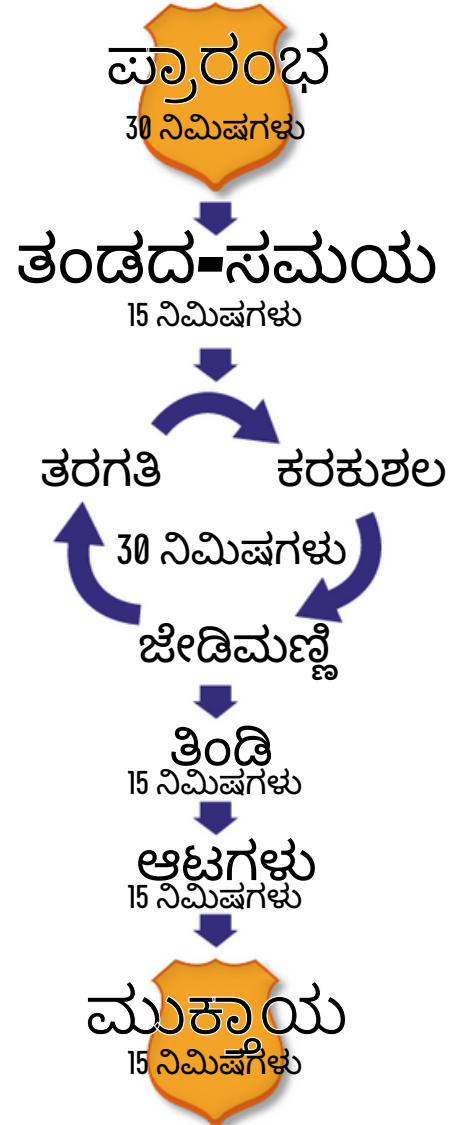 ಪ್ರಾರಂಭ
30 ನಿಮಿಷಗಳು
ತಂಡದ-ಸಮಯ
15 ನಿಮಿಷಗಳು
ತರಗತಿ
ಕರಕುಶಲ
30 ನಿಮಿಷಗಳು
ಜೇಡಿಮಣ್ಣಿ
ತಿಂಡಿ
15 ನಿಮಿಷಗಳು
ಆಟಗಳು
15 ನಿಮಿಷಗಳು
ಮುಕ್ತಾಯ
15 ನಿಮಿಷಗಳು